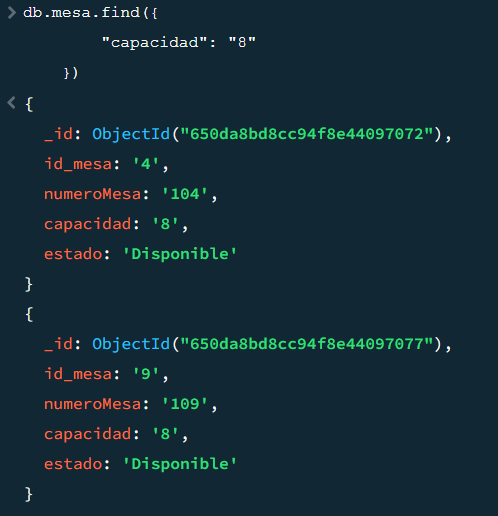 db.mesa.find({
"capacidad": "8"
})
{
_id: ObjectId("650da8bd8cc94f8e44097072"),
id_mesa: '4',
numeroMesa: '104',
capacidad: '8',
estado: 'Disponible'
}
{
_id: ObjectId("650da8bd8cc94f8e44097077"),
id_mesa: '9',
numeroMesa: '109',
capacidad: '8',
estado: 'Disponible'
}